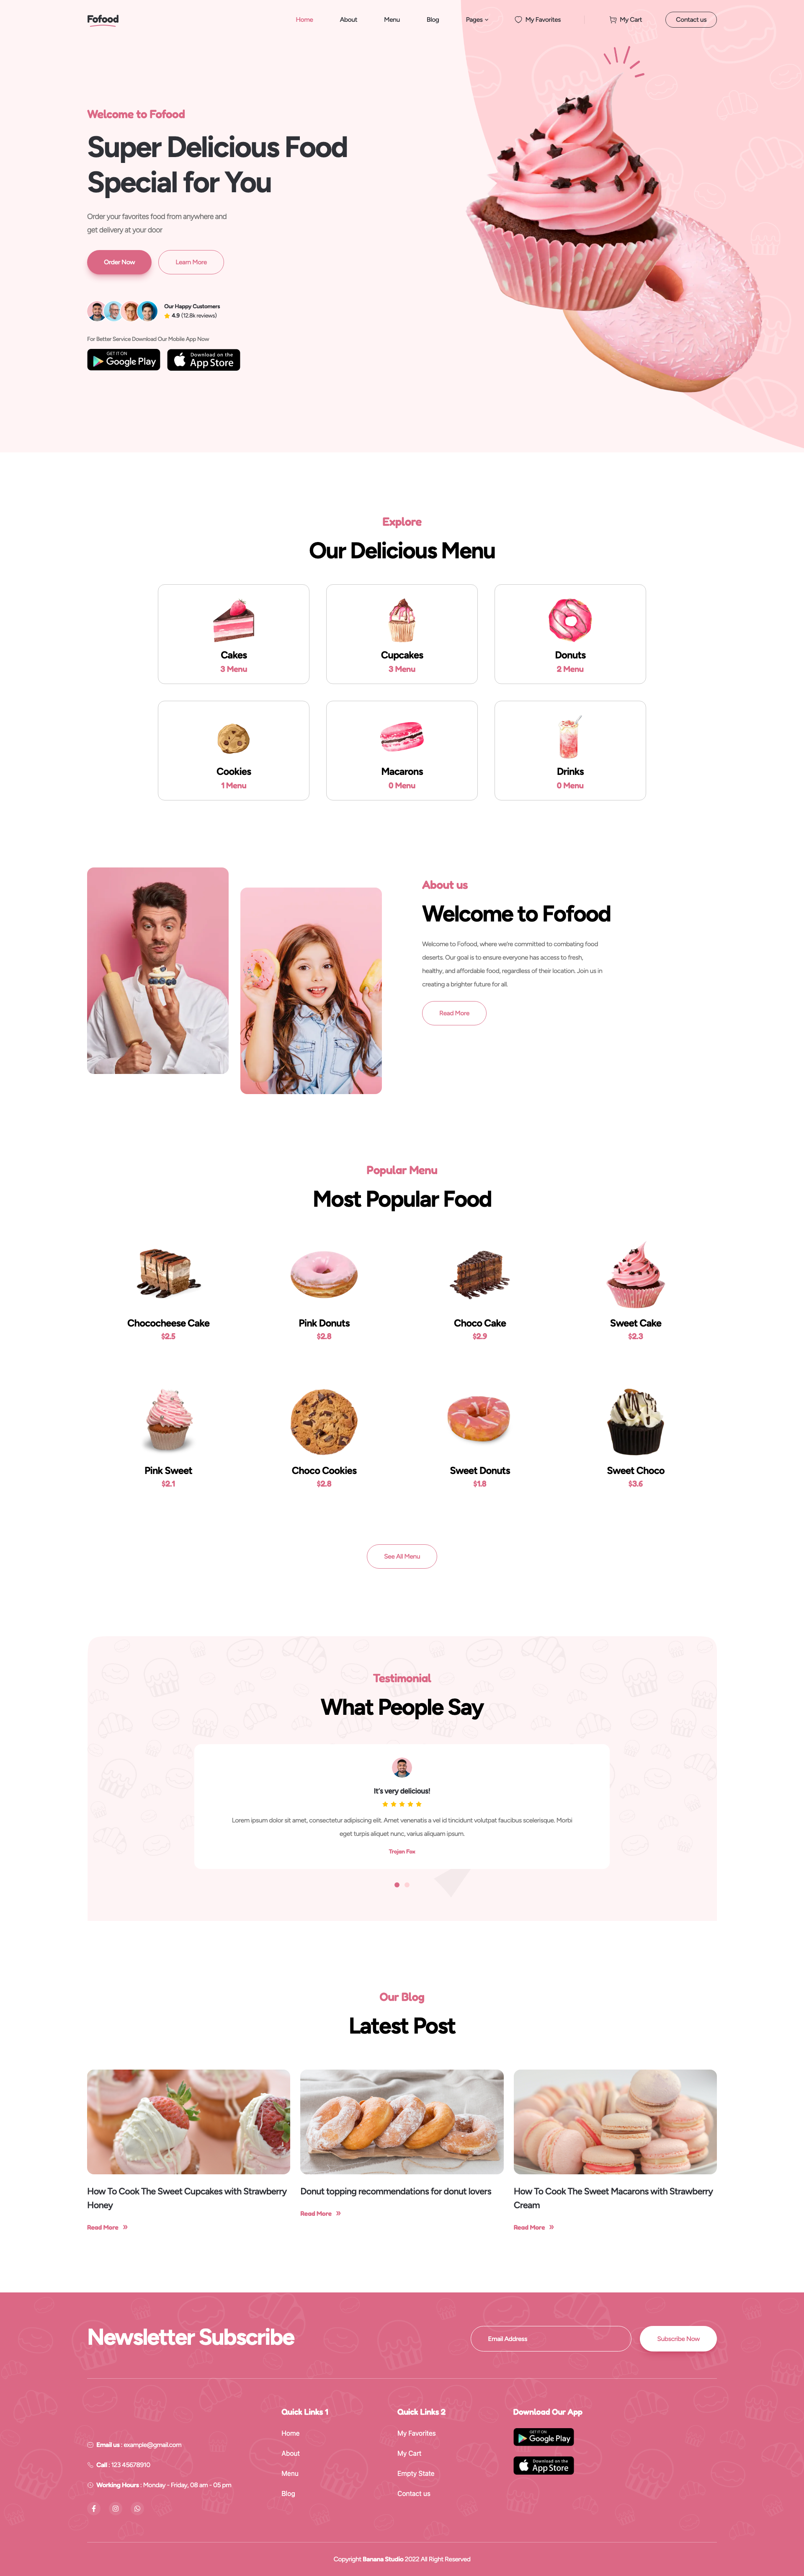 Fofood
Home
About
Menu
Blog
Pages
My Favorites
My Cart
Contact us
Welcome to Fofood
Super Delicious Food
Special for You
Order your favorites food from anywhere and
get delivery at your door
Order Now
Learn More
Our Happy Customers
4.9 (12.8k reviews)
For Better Service Download Our Mobile App Now
GET IT ON
Google Play
Download on the
App Store
Explore
Our Delicious Menu
Cakes
3 Menu
Cupcakes
3 Menu
Donuts
2 Menu
Cookies
1 Menu
Macarons
0 Menu
Drinks
0 Menu
About us
Welcome to Fofood
Welcome to Fofood, where we're committed to combating food
deserts. Our goal is to ensure everyone has access to fresh,
healthy, and affordable food, regardless of their location. Join us in
creating a brighter future for all.
Read More
Popular Menu
Most Popular Food
Chococheese Cake
$2.5
Pink Donuts
$2.8
Choco Cake
$2.9
Sweet Cake
$2.3
Pink Sweet
$2.1
Choco Cookies
$2.8
Sweet Donuts
$1.8
Sweet Choco
$3.6
See All Menu
Testimonial
What People Say
It's very delicious!
Lorem ipsum dolor sit amet, consectetur adipiscing elit. Amet venenatis a vel id tincidunt volutpat faucibus scelerisque. Morbi
eget turpis aliquet nunc, varius aliquam ipsum.
Trojan Fox
Our Blog
Latest Post
How To Cook The Sweet Cupcakes with Strawberry
Honey
Read More »
Donut topping recommendations for donut lovers
Read More »
How To Cook The Sweet Macarons with Strawberry
Cream
Read More »
Newsletter Subscribe
Email Address
Subscribe Now
Email us : example@gmail.com
Call : 123 45678910
Working Hours : Monday - Friday, 08 am - 05 pm
Quick Links 1
Home
About
Menu
Blog
Quick Links 2
My Favorites
My Cart
Empty State
Contact us
Download Our App
GET IT ON
Google Play
Download on the
App Store
Copyright Banana Studio 2022 All Right Reserved